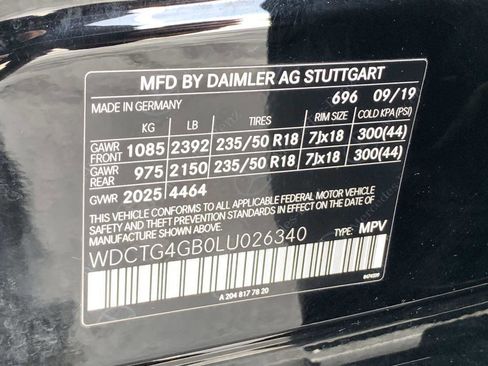 MFD BY DAIMLER AG STUTTGART
MADE IN GERMANY 696 09/19
KG LB TIRES RIM SIZE COLD KPA (PSI)
GAWR FRONT 1085 2392 235/50 R18 7Jx18 300(44)
GAWR REAR 975 2150 235/50 R18 7Jx18 300(44)
GVWR 2025 4464
THIS VEHICLE CONFORMS TO ALL APPLICABLE FEDERAL MOTOR VEHICLE
SAFETY AND THEFT PREVENTION STANDARDS IN EFFECT ON THE DATE
OF MANUFACTURE SHOWN ABOVE.
WDCTG4GB0LU026340 TYPE: MPV
A 204 817 78 20